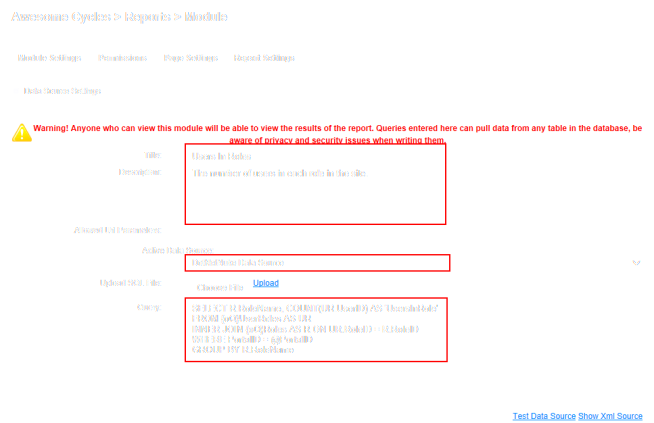 Awesome Cycles > Reports > Module
Module Settings Permissions Page Settings Report Settings
Data Source Settings
Warning! Anyone who can view this module will be able to view the results of the report. Queries entered here can pull data from any table in the database, be
aware of privacy and security issues when writing them.
Title: Users In Roles
Description: The number of users in each role in the site.
Allowed Url Parameters:
Active Data Source:
DotNetNuke Data Source
Upload SQL File: Choose File Upload
Query: SELECT R.RoleName, COUNT(UR.UserID) AS 'UsersInRole'
FROM {oQ}UserRoles AS UR
INNER JOIN {oQ}Roles AS R ON UR.RoleID = R.RoleID
WHERE PortalID = @PortalID
GROUP BY R.RoleName
Test Data Source Show Xml Source